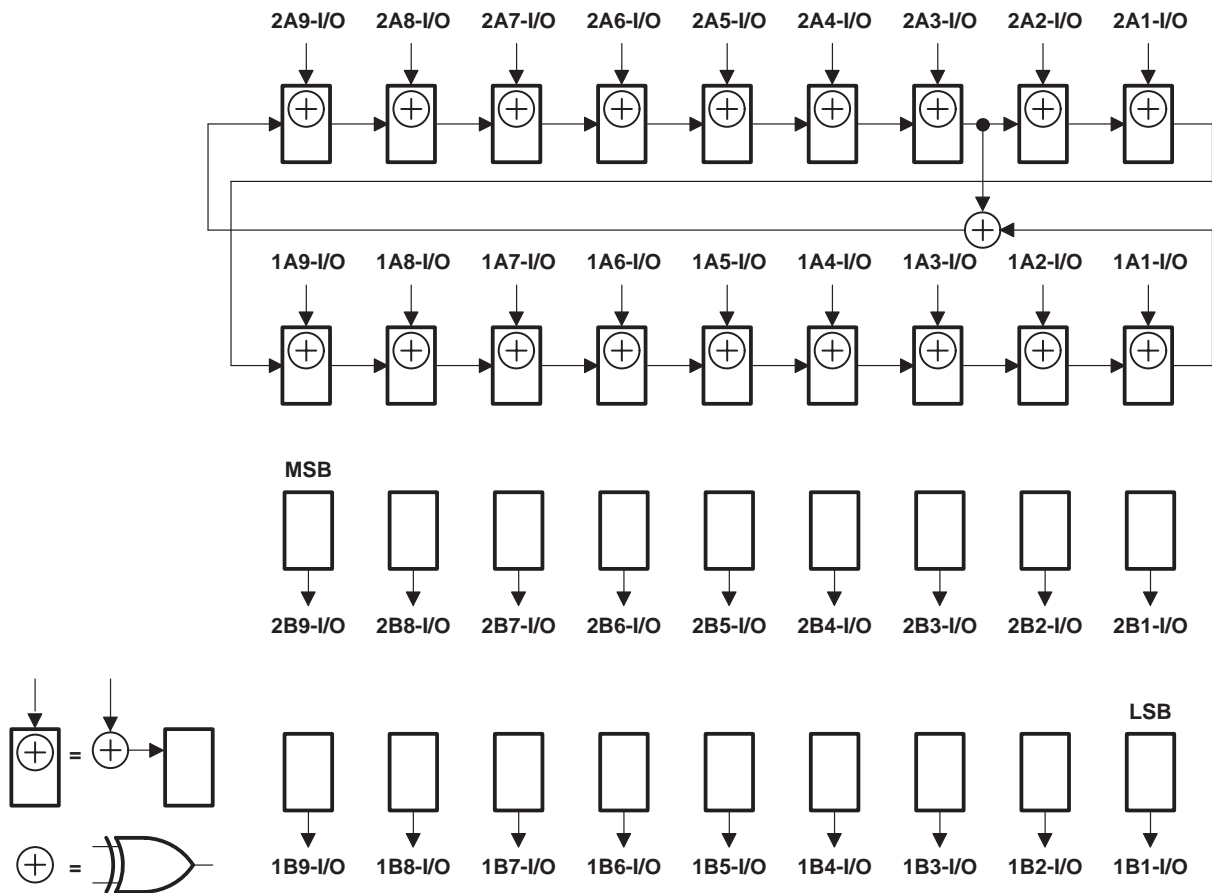 2A9-I/O 2A8-I/O 2A7-I/O 2A6-I/O 2A5-I/O 2A4-I/O 2A3-I/O 2A2-I/O 2A1-I/O
1A9-I/O 1A8-I/O 1A7-I/O 1A6-I/O 1A5-I/O 1A4-I/O 1A3-I/O 1A2-I/O 1A1-I/O
MSB
2B9-I/O 2B8-I/O 2B7-I/O 2B6-I/O 2B5-I/O 2B4-I/O 2B3-I/O 2B2-I/O 2B1-I/O
LSB
=
1B9-I/O 1B8-I/O 1B7-I/O 1B6-I/O 1B5-I/O 1B4-I/O 1B3-I/O 1B2-I/O 1B1-I/O
=